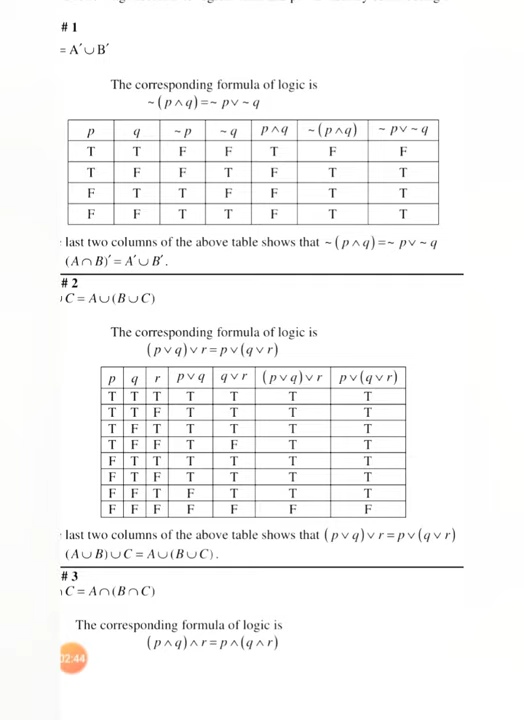 # 1
= A′∪B′
The corresponding formula of logic is
~(p∧q)=~ p∨ ~q
p q ~p ~q p∧q ~(p∧q) ~ p∨ ~ q
T T F F T F F
T F F T F T T
F T T F F T T
F F T T F T T
last two columns of the above table shows that ~(p∧q)=~ p∨ ~q
(A∩B)′= A′∪B′.
# 2
C = A∪(B∪C)
The corresponding formula of logic is
(p∨q)∨r=p∨(q∨r)
p q r p∨q q∨r (p∨q)∨r p∨(q∨r)
T T T T T T T
T T F T T T T
T F T T T T T
T F F T F T T
F T T T T T T
F T F T T T T
F F T F T T T
F F F F F F F
last two columns of the above table shows that (p∨q)∨r=p∨(q∨r)
(A∪B)∪C = A∪(B∪C).
# 3
C = A∩(B∩C)
The corresponding formula of logic is
(p∧q)∧r=p∧(q∧r)
02:44